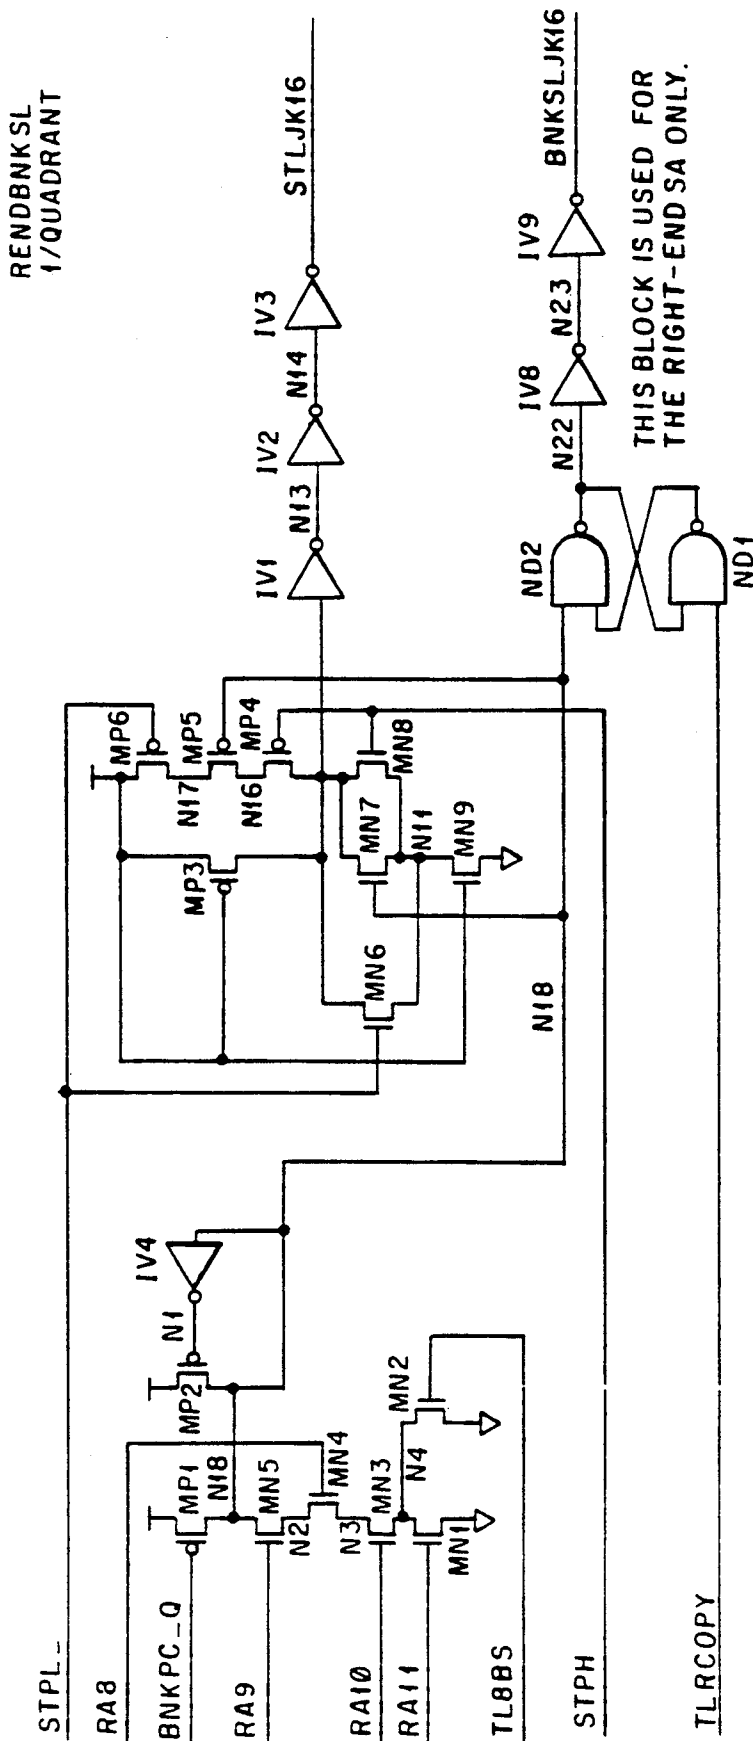 RENDBNKSL
1/QUADRANT
STPL_
RA8
BNKPC_Q
RA9
RA10
RA11
TL8BS
STPH
TLRCOPY
MP1
N18
MN5
N2
MN4
N3
MN3
MN1
N4
MN2
MP2
N1
IV4
N18
MP6
N17
MP5
N16
MP4
MP3
MN6
MN7
MN8
N11
MN9
IV1
N13
IV2
N14
IV3
STLJK16
ND2
ND1
N22
IV8
N23
IV9
BNKSLJK16
THIS BLOCK IS USED FOR
THE RIGHT-END SA ONLY.